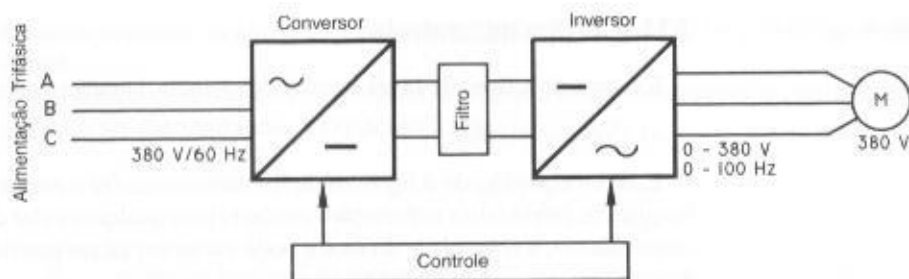 Conversor
Inversor
Alimentação Trifásica
A
B
C
380 V/60 Hz
Filtro
M
380 V
0 - 380 V
0 - 100 Hz
Controle